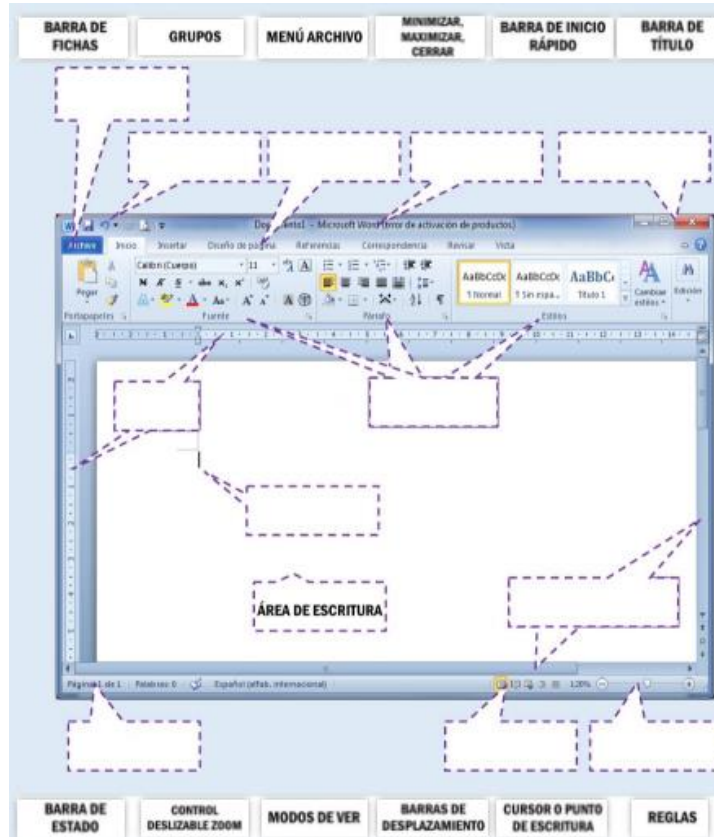 BARRA DE
FICHAS
GRUPOS
MENÚ ARCHIVO
MINIMIZAR,
MAXIMIZAR,
CERRAR
BARRA DE INICIO
RÁPIDO
BARRA DE
TÍTULO
Documento1 - Microsoft Word (Error de activación de productos)
Archivo Inicio Insertar Diseño de página Referencias Correspondencia Revisar Vista
Calibri (Cuerpo) 11
Pegar
AaBbCcDc AaBbCcDc AaBbC
¶ Normal ¶ Sin espa... Título 1
Cambiar
estilos
Edición
Portapapeles Fuente Párrafo Estilos
ÁREA DE ESCRITURA
Página: 1 de 1 Palabras: 0 Español (alfab. internacional) 120%
BARRA DE
ESTADO
CONTROL
DESLIZABLE ZOOM
MODOS DE VER
BARRAS DE
DESPLAZAMIENTO
CURSOR O PUNTO
DE ESCRITURA
REGLAS